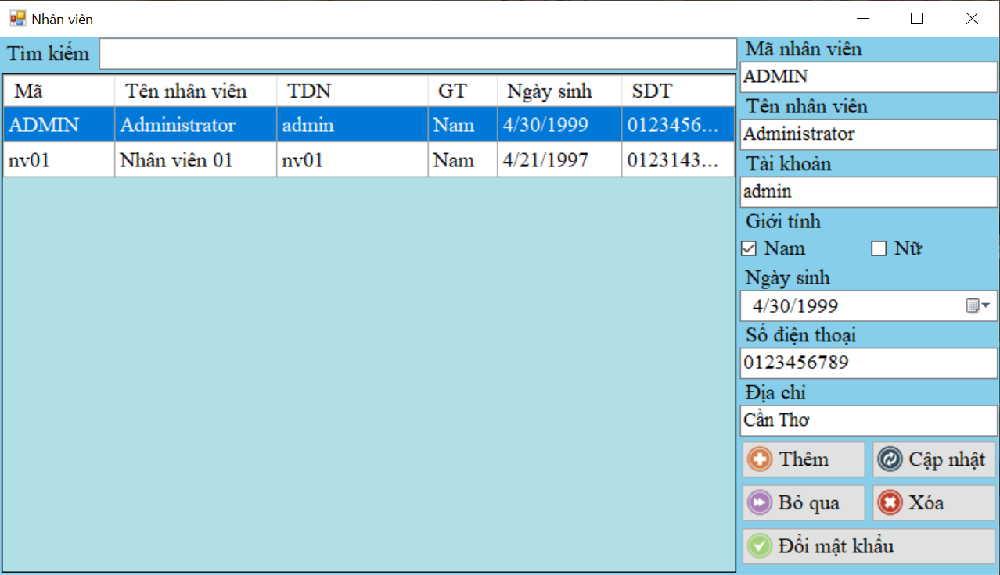 Nhân viên
Tìm kiếm
Mã Tên nhân viên TDN GT Ngày sinh SDT
ADMIN Administrator admin Nam 4/30/1999 0123456...
nv01 Nhân viên 01 nv01 Nam 4/21/1997 0123143...
Mã nhân viên
ADMIN
Tên nhân viên
Administrator
Tài khoản
admin
Giới tính
Nam Nữ
Ngày sinh
4/30/1999
Số điện thoại
0123456789
Địa chỉ
Cần Thơ
Thêm Cập nhật
Bỏ qua Xóa
Đổi mật khẩu